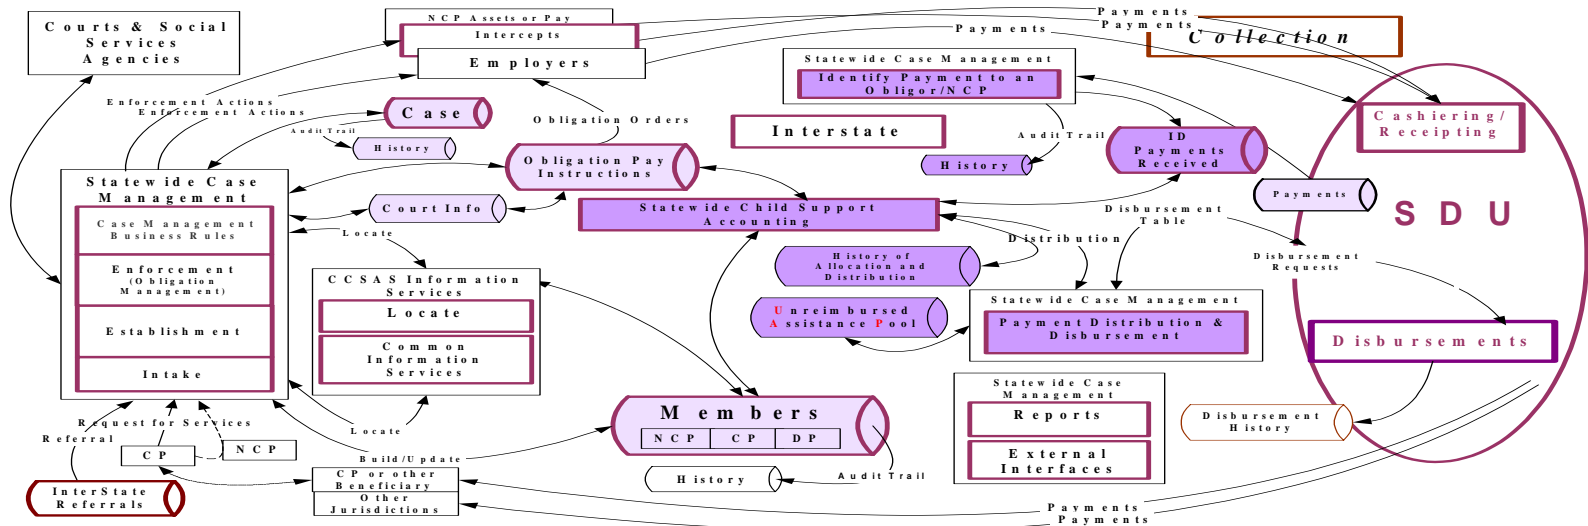 Courts & Social
Services
Agencies
NCP Assets or Pay
Intercepts
Employers
Payments
Payments
Payments
Collection
Statewide Case Management
Identify Payment to an
Obligor/NCP
Cashiering/
Receipting
Enforcement Actions
Enforcement Actions
Case
Audit Trail
History
Obligation Orders
Interstate
Audit Trail
History
ID
Payments
Received
Obligation Pay
Instructions
Payments
SDU
Statewide Case
Management
Case Management
Business Rules
Enforcement
(Obligation
Management)
Establishment
Intake
Court Info
Locate
Statewide Child Support
Accounting
Disbursement
Table
Distribution
Disbursement
Requests
History of
Allocation and
Distribution
CCSAS Information
Services
Locate
Common
Information
Services
Unreimbursed
Assistance Pool
Statewide Case Management
Payment Distribution &
Disbursement
Disbursements
Statewide Case
Management
Reports
External
Interfaces
Members
NCP CP DP
Disbursement
History
Request for Services
Referral
Locate
CP
NCP
Build/Update
Audit Trail
History
CP or other
Beneficiary
Other
Jurisdictions
InterState
Referrals
Payments
Payments